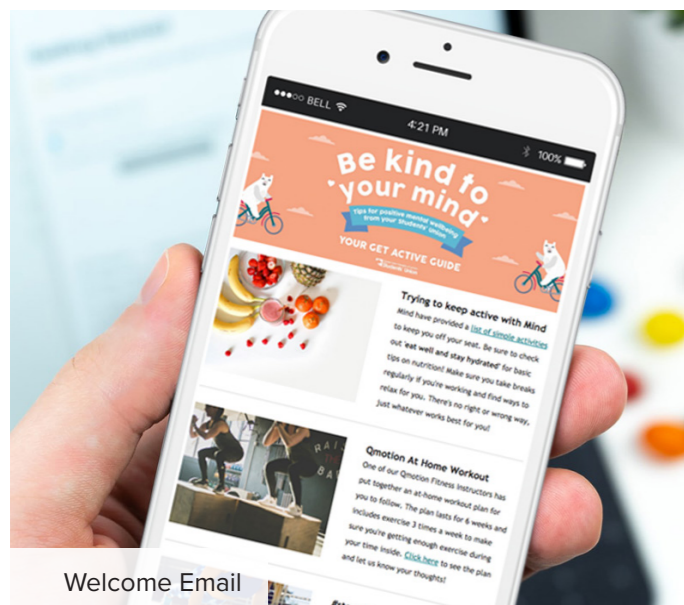 BELL
4:21 PM
100%
Be kind to
your mind
Tips for positive mental wellbeing
from your Students' Union
YOUR GET ACTIVE GUIDE
Students' Union
Trying to keep active with Mind
Mind have provided a list of simple activities
to keep you off your seat. Be sure to check
out 'eat well and stay hydrated' for basic
tips on nutrition! Make sure you take breaks
regularly if you're working and find ways to
relax for you. There's no right or wrong way,
just whatever works best for you!
Qmotion At Home Workout
One of our Qmotion Fitness Instructors has
put together an at-home workout plan for
you to follow. The plan lasts for 6 weeks and
includes exercise 3 times a week to make
sure you're getting enough exercise during
your time inside. Click here to see the plan
and let us know your thoughts!
Welcome Email